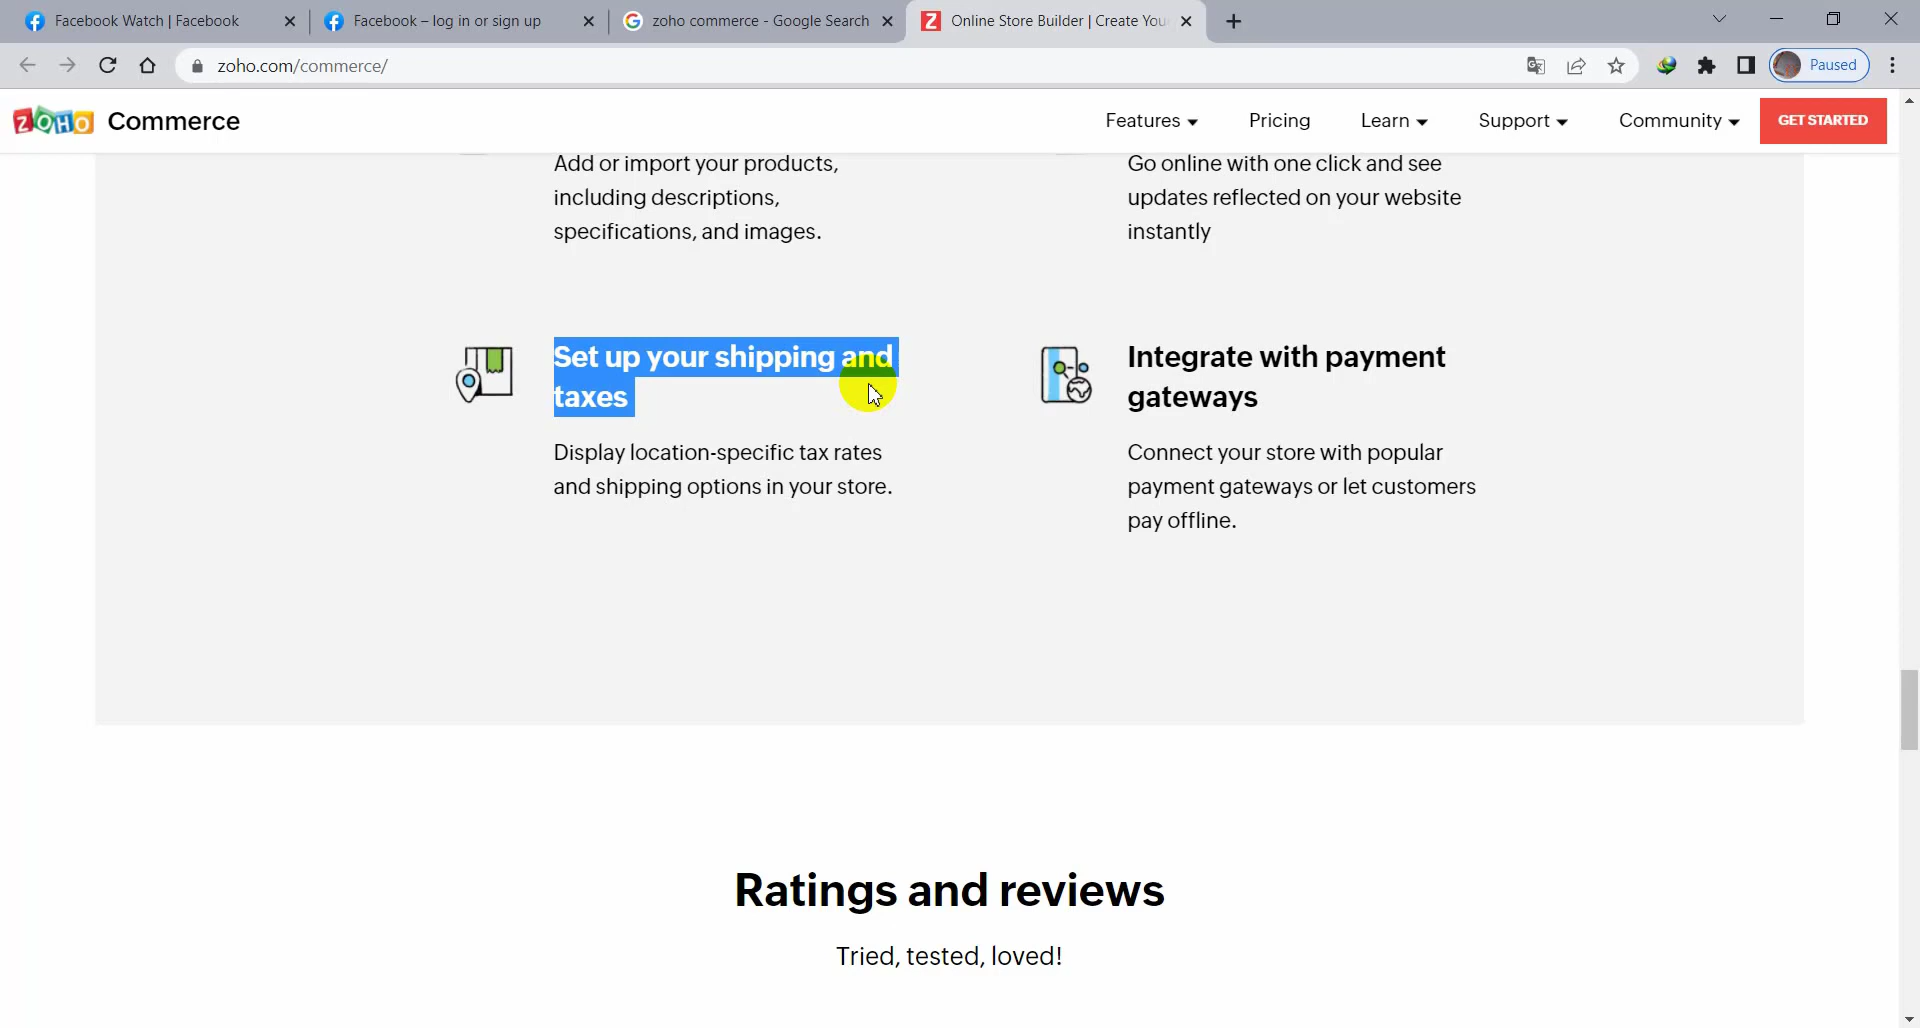 Facebook Watch | Facebook
Facebook – log in or sign up
zoho commerce - Google Search
Online Store Builder | Create You
zoho.com/commerce/
Paused
ZOHO Commerce
Features
Pricing
Learn
Support
Community
GET STARTED
Add or import your products,
including descriptions,
specifications, and images.
Go online with one click and see
updates reflected on your website
instantly
Set up your shipping and
taxes
Display location-specific tax rates
and shipping options in your store.
Integrate with payment
gateways
Connect your store with popular
payment gateways or let customers
pay offline.
Ratings and reviews
Tried, tested, loved!